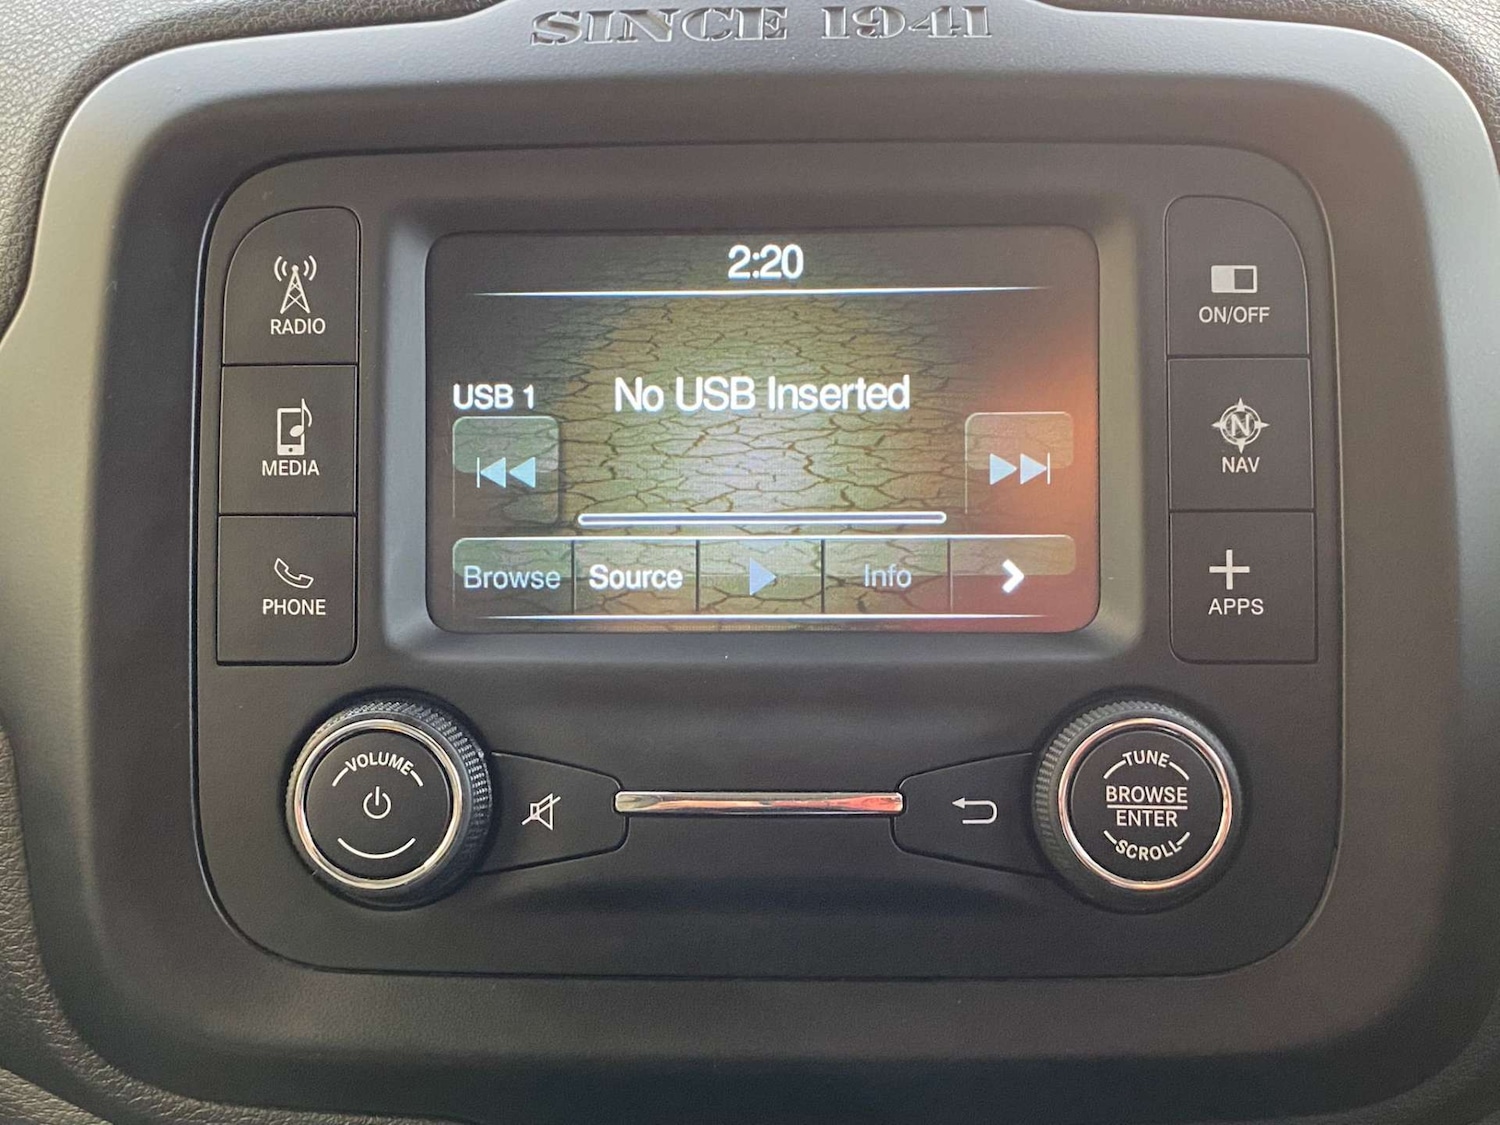 SINCE 1941
2:20
RADIO
ON/OFF
USB 1
No USB Inserted
MEDIA
N
NAV
Browse
Source
Info
PHONE
APPS
VOLUME
TUNE
BROWSE
ENTER
SCROLL